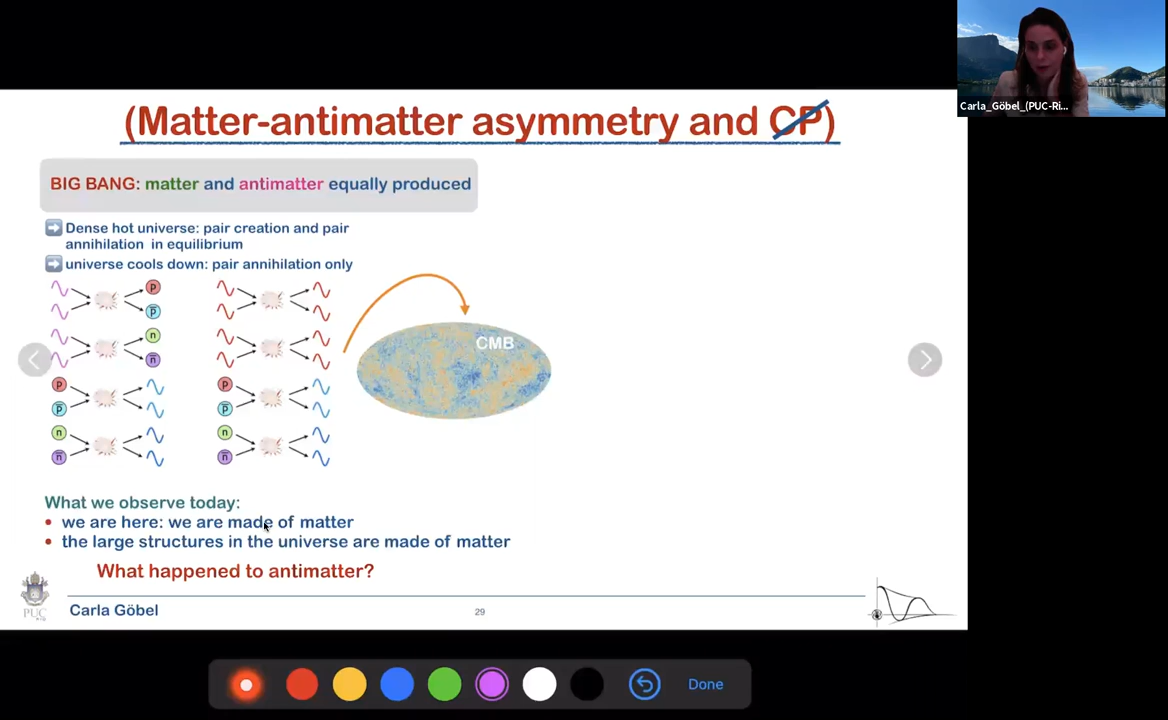 Carla_Göbel_(PUC-Ri...
(Matter-antimatter asymmetry and CP)
BIG BANG: matter and antimatter equally produced
Dense hot universe: pair creation and pair
annihilation in equilibrium
universe cools down: pair annihilation only
p
p̅
n
n̅
p
p̅
n
n̅
p
p̅
n
n̅
CMB
What we observe today:
• we are here: we are made of matter
• the large structures in the universe are made of matter
What happened to antimatter?
PUC
Carla Göbel
29
Done